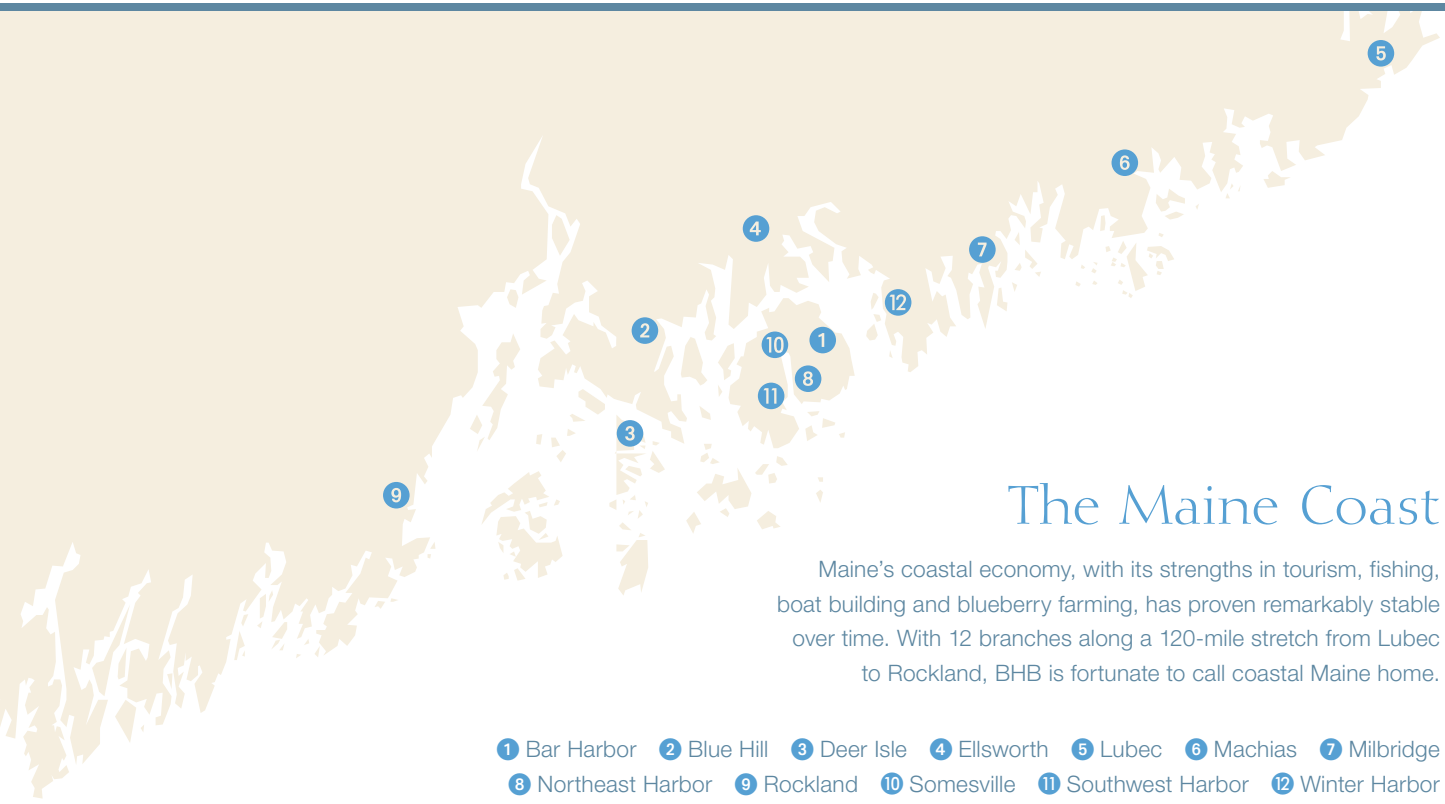 5
6
4
7
12
2
10
1
8
11
3
9
The Maine Coast
Maine’s coastal economy, with its strengths in tourism, fishing,
boat building and blueberry farming, has proven remarkably stable
over time. With 12 branches along a 120-mile stretch from Lubec
to Rockland, BHB is fortunate to call coastal Maine home.
1 Bar Harbor 2 Blue Hill 3 Deer Isle 4 Ellsworth 5 Lubec 6 Machias 7 Milbridge
8 Northeast Harbor 9 Rockland 10 Somesville 11 Southwest Harbor 12 Winter Harbor